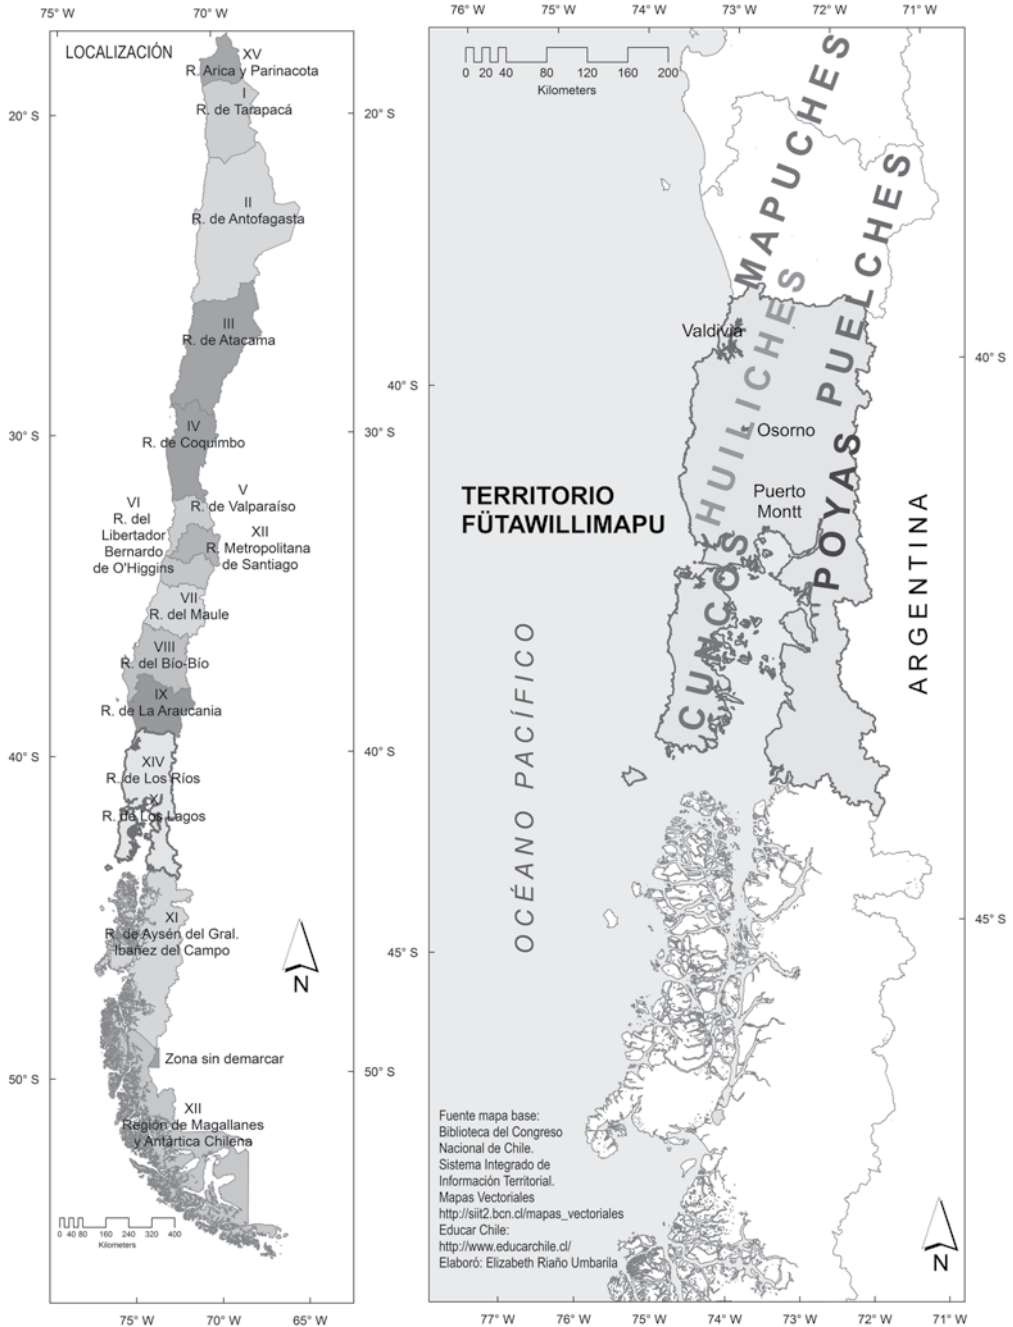 75° W
70° W
LOCALIZACIÓN
XV
R. Arica y Parinacota
I
R. de Tarapacá
20° S
20° S
II
R. de Antofagasta
III
R. de Atacama
IV
R. de Coquimbo
30° S
30° S
V
R. de Valparaíso
VI
R. del
Libertador
Bernardo
de O'Higgins
XII
R. Metropolitana
de Santiago
VII
R. del Maule
VIII
R. del Bío-Bío
IX
R. de La Araucania
40° S
40° S
XIV
R. de Los Ríos
XI
R. de Los Lagos
XI
R. de Aysén del Gral.
Ibañez del Campo
N
Zona sin demarcar
50° S
50° S
XII
Región de Magallanes
y Antártica Chilena
0 40 80 160 240 320 400
Kilometers
75° W
70° W
65° W
76° W
75° W
74° W
73° W
72° W
71° W
0 20 40 80 120 160 200
Kilometers
MAPUCHES
PUELCHES
HUILICHES
POYAS
CUNCOS
Valdivia
Osorno
Puerto
Montt
40° S
40° S
TERRITORIO
FÜTAWILLIMAPU
OCÉANO PACÍFICO
ARGENTINA
45° S
45° S
Fuente mapa base:
Biblioteca del Congreso
Nacional de Chile.
Sistema Integrado de
Información Territorial.
Mapas Vectoriales
http://siit2.bcn.cl/mapas_vectoriales
Educar Chile:
http://www.educarchile.cl/
Elaboró: Elizabeth Riaño Umbarila
N
77° W
76° W
75° W
74° W
73° W
72° W
71° W